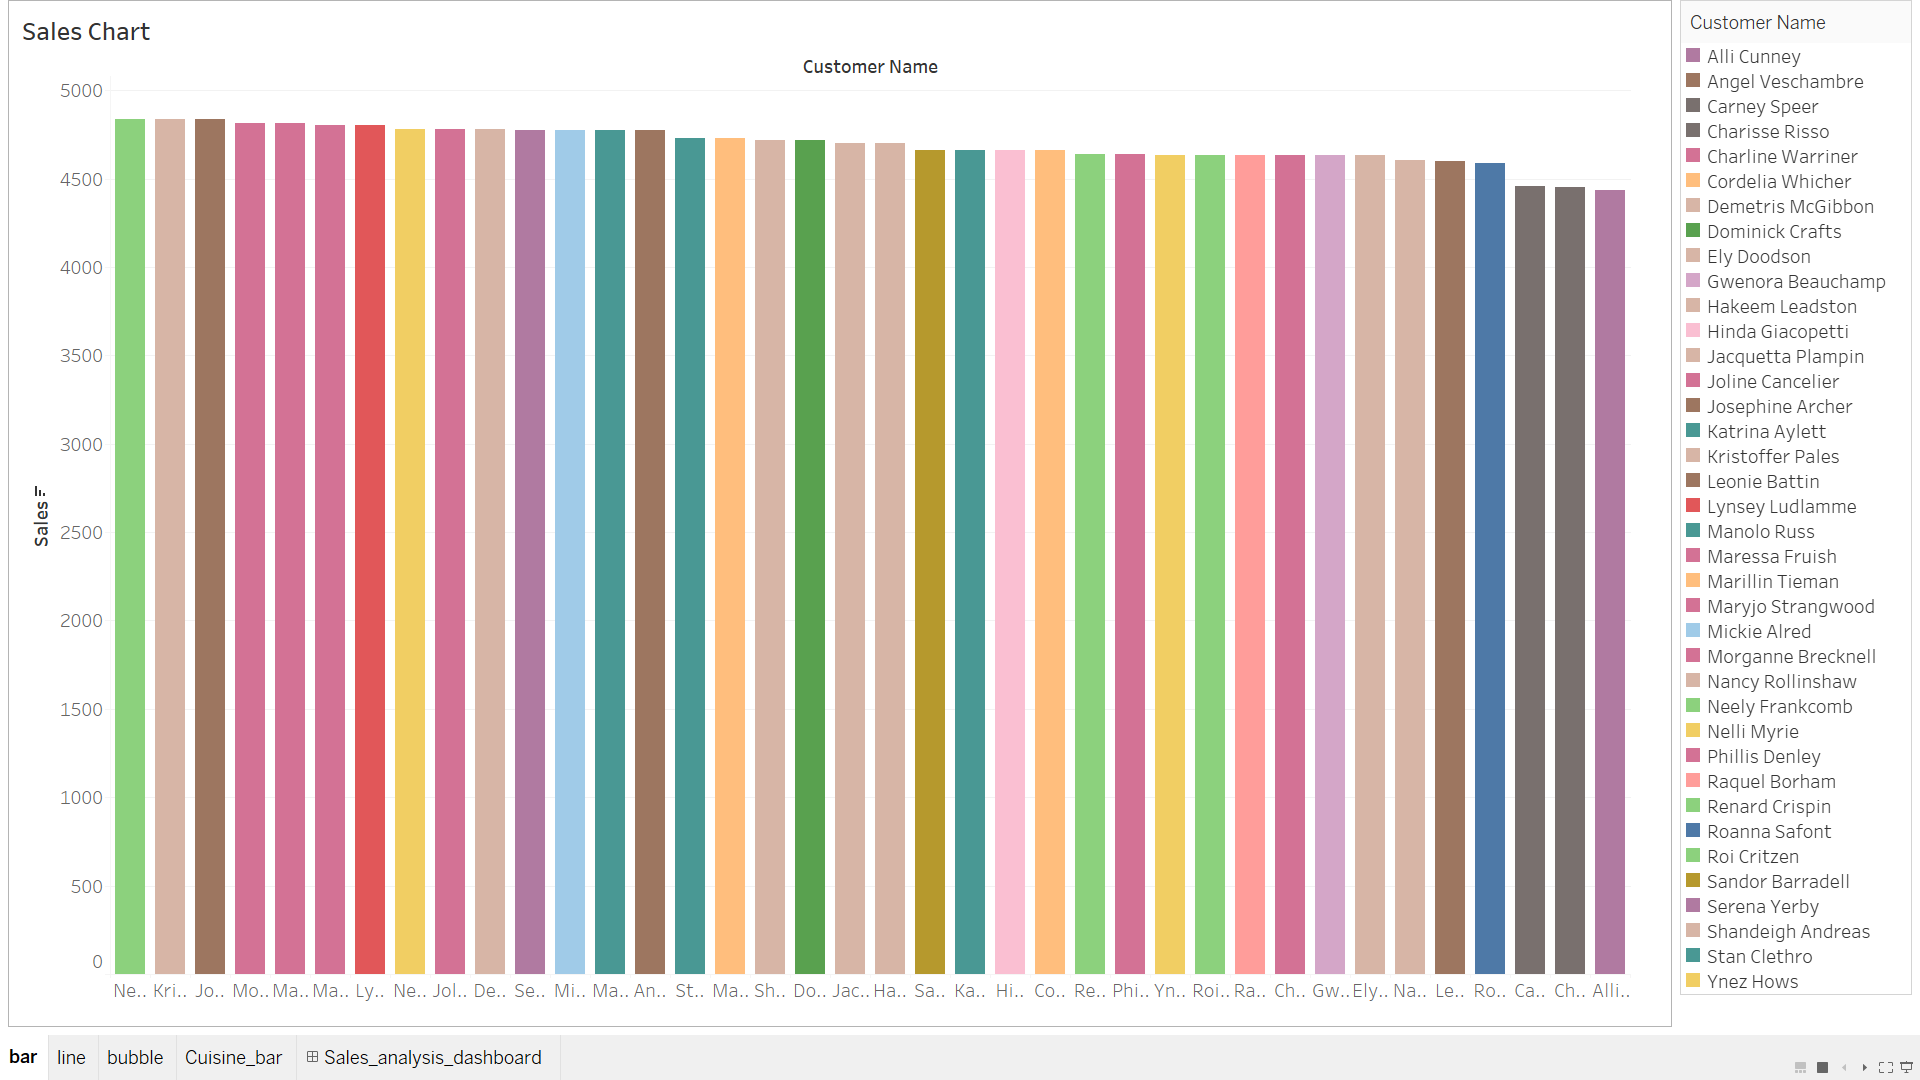 Sales Chart
Customer Name
5000
4500
4000
3500
3000
2500
2000
1500
1000
500
0
Sales
Ne.. Kri.. Jo.. Mo.. Ma.. Ma.. Ly.. Ne.. Jol.. De.. Se.. Mi.. Ma.. An.. St.. Ma.. Sh.. Do.. Jac.. Ha.. Sa.. Ka.. Hi.. Co.. Re.. Phi.. Yn.. Roi.. Ra.. Ch.. Gw.. Ely.. Na.. Le.. Ro.. Ca.. Ch.. Alli..
Customer Name
Alli Cunney
Angel Veschambre
Carney Speer
Charisse Risso
Charline Warriner
Cordelia Whicher
Demetris McGibbon
Dominick Crafts
Ely Doodson
Gwenora Beauchamp
Hakeem Leadston
Hinda Giacopetti
Jacquetta Plampin
Joline Cancelier
Josephine Archer
Katrina Aylett
Kristoffer Pales
Leonie Battin
Lynsey Ludlamme
Manolo Russ
Maressa Fruish
Marillin Tieman
Maryjo Strangwood
Mickie Alred
Morganne Brecknell
Nancy Rollinshaw
Neely Frankcomb
Nelli Myrie
Phillis Denley
Raquel Borham
Renard Crispin
Roanna Safont
Roi Critzen
Sandor Barradell
Serena Yerby
Shandeigh Andreas
Stan Clethro
Ynez Hows
bar line bubble Cuisine_bar Sales_analysis_dashboard